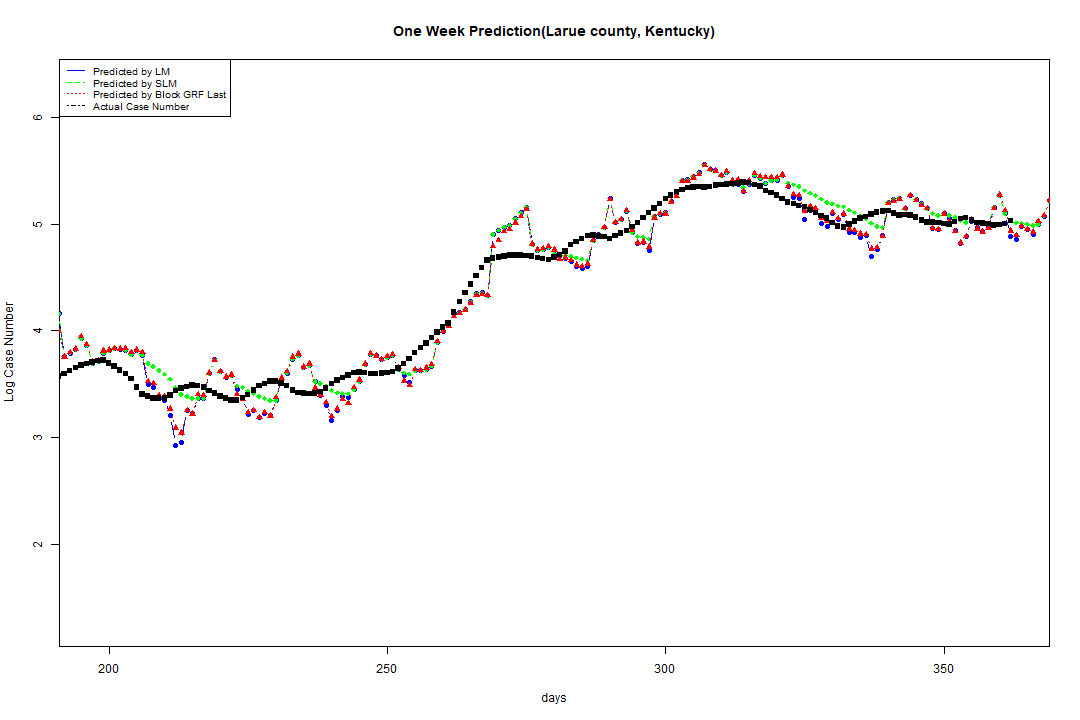 One Week Prediction(Larue county, Kentucky)
Predicted by LM
Predicted by SLM
Predicted by Block GRF Last
Actual Case Number
Log Case Number
6
5
4
3
2
200 250 300 350
days